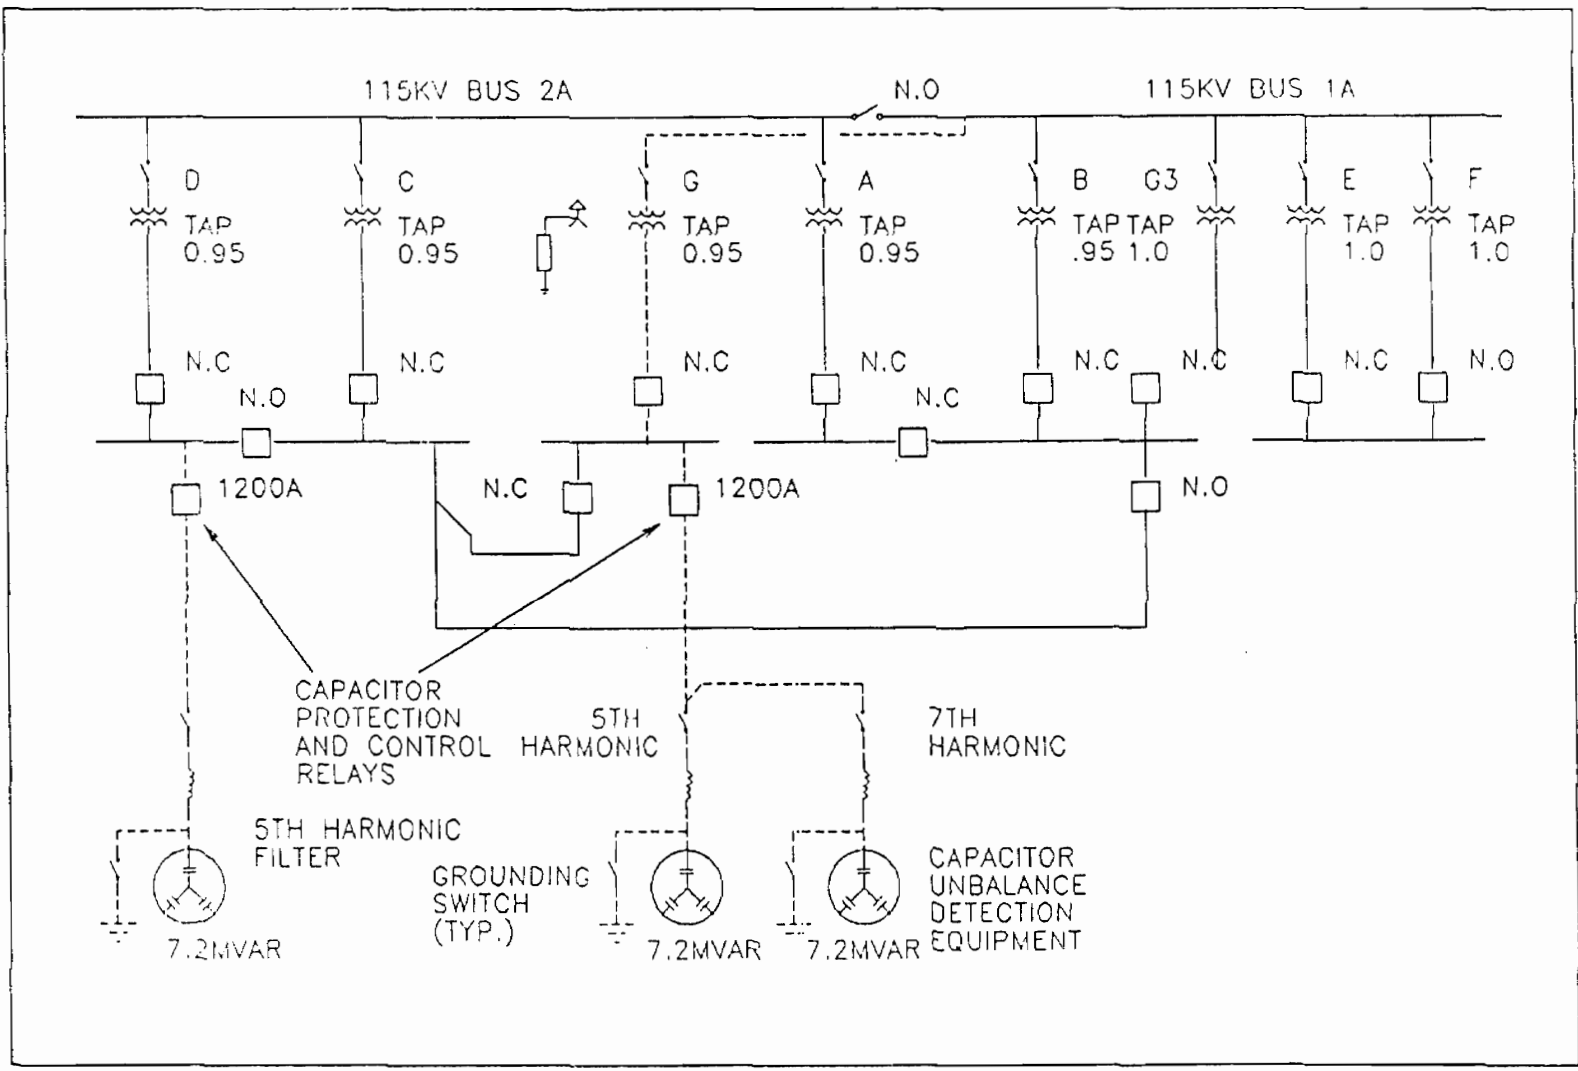 115KV BUS 2A
N.O
115KV BUS 1A
D
TAP
0.95
C
TAP
0.95
G
TAP
0.95
A
TAP
0.95
B
TAP
.95
G3
TAP
1.0
E
TAP
1.0
F
TAP
1.0
N.C
N.O
N.C
N.C
N.C
N.C
N.C
N.C
N.C
N.O
1200A
N.C
1200A
N.O
CAPACITOR
PROTECTION
AND CONTROL
RELAYS
5TH
HARMONIC
7TH
HARMONIC
5TH HARMONIC
FILTER
GROUNDING
SWITCH
(TYP.)
CAPACITOR
UNBALANCE
DETECTION
EQUIPMENT
7.2MVAR
7.2MVAR
7.2MVAR